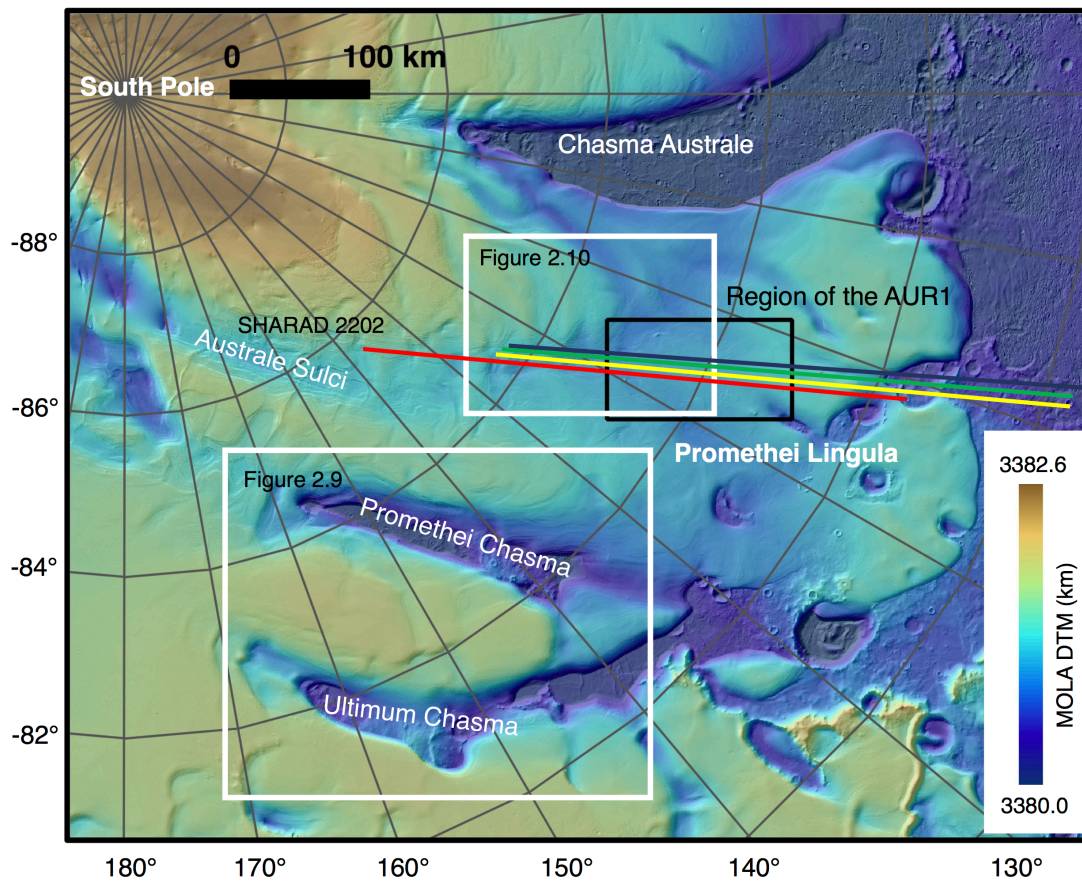 0 100 km
South Pole
Chasma Australe
-88°
Figure 2.10
Region of the AUR1
SHARAD 2202
Australe Sulci
-86°
Promethei Lingula
3382.6
Figure 2.9
Promethei Chasma
-84°
MOLA DTM (km)
Ultimum Chasma
-82°
3380.0
180° 170° 160° 150° 140° 130°